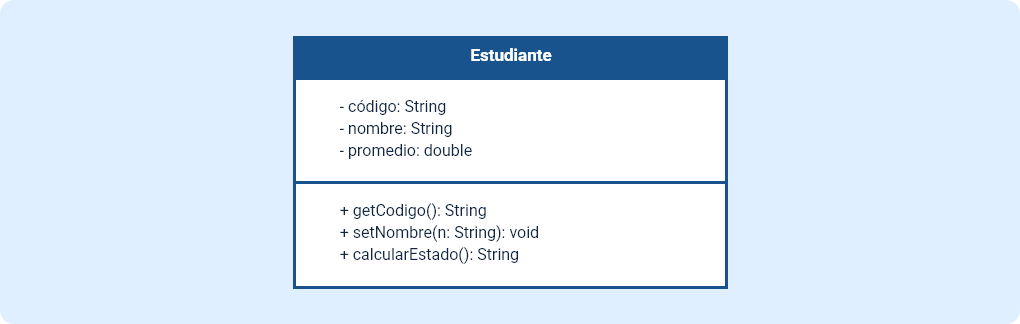 Estudiante
- código: String
- nombre: String
- promedio: double
+ getCodigo(): String
+ setNombre(n: String): void
+ calcularEstado(): String